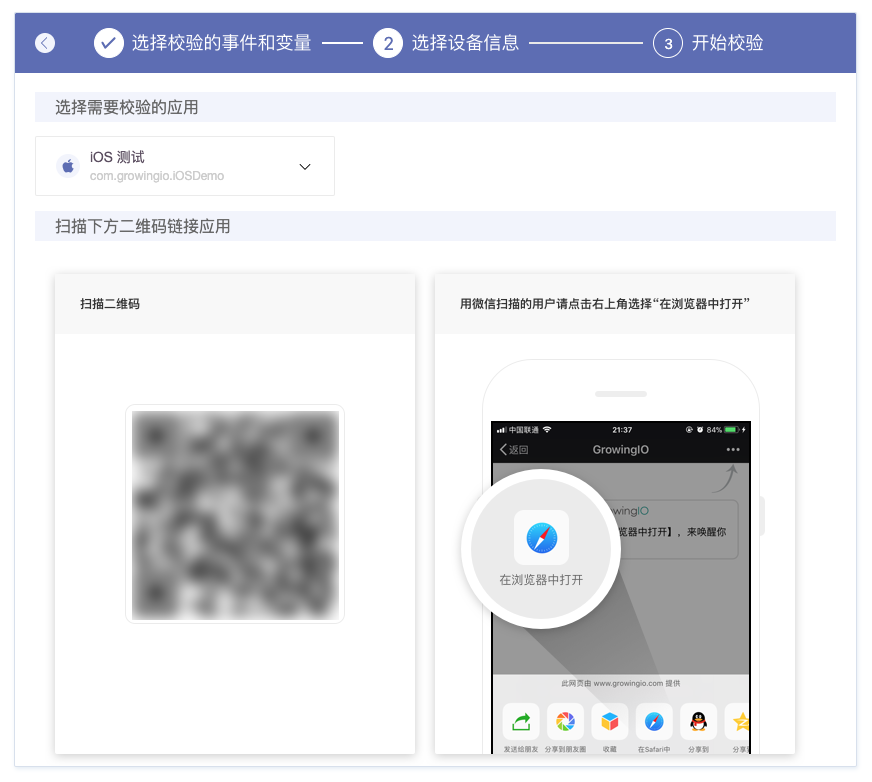 选择校验的事件和变量
2 选择设备信息
3 开始校验
选择需要校验的应用
iOS 测试
com.growingio.iOSDemo
扫描下方二维码链接应用
扫描二维码
用微信扫描的用户请点击右上角选择“在浏览器中打开”
中国联通 21:37 84%
返回 GrowingIO
wingIO
览器中打开】，来唤醒你
在浏览器中打开
此网页由 www.growingio.com 提供
发送给朋友 分享到朋友圈 收藏 在Safari中 分享到 分享